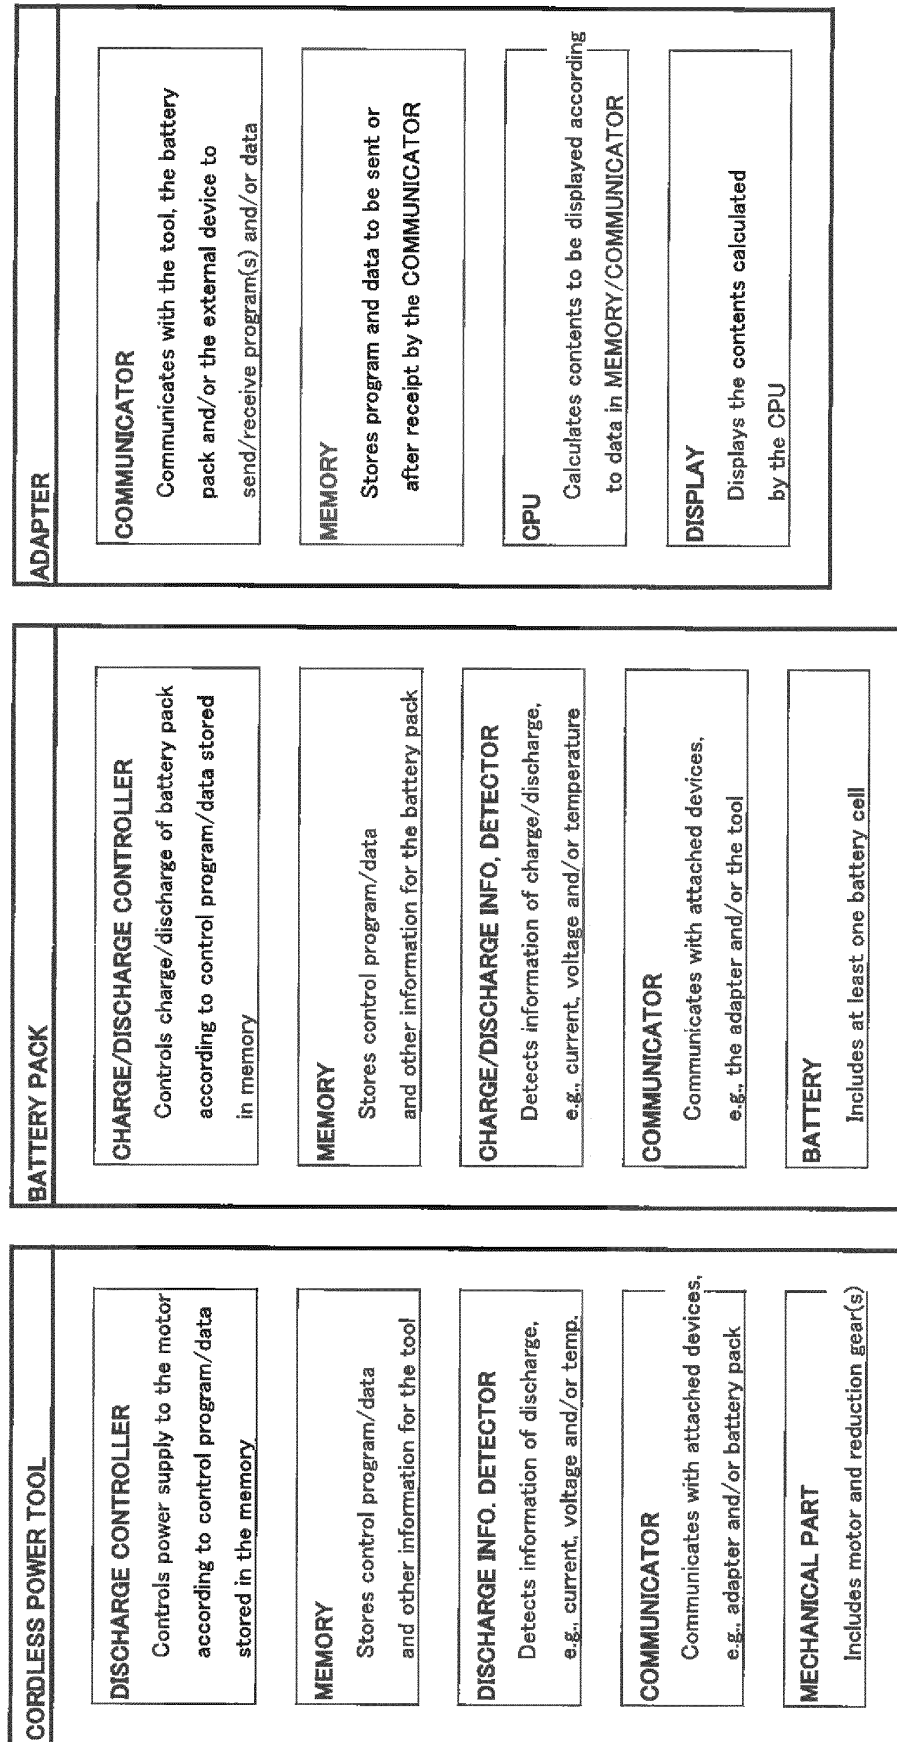 CORDLESS POWER TOOL
DISCHARGE CONTROLLER
Controls power supply to the motor
according to control program/data
stored in the memory
MEMORY
Stores control program/data
and other information for the tool
DISCHARGE INFO. DETECTOR
Detects information of discharge,
e.g., current, voltage and/or temp.
COMMUNICATOR
Communicates with attached devices,
e.g., adapter and/or battery pack
MECHANICAL PART
Includes motor and reduction gear(s)
BATTERY PACK
CHARGE/DISCHARGE CONTROLLER
Controls charge/discharge of battery pack
according to control program/data stored
in memory
MEMORY
Stores control program/data
and other information for the battery pack
CHARGE/DISCHARGE INFO, DETECTOR
Detects information of charge/discharge,
e.g., current, voltage and/or temperature
COMMUNICATOR
Communicates with attached devices,
e.g., the adapter and/or the tool
BATTERY
Includes at least one battery cell
ADAPTER
COMMUNICATOR
Communicates with the tool, the battery
pack and/or the external device to
send/receive program(s) and/or data
MEMORY
Stores program and data to be sent or
after receipt by the COMMUNICATOR
CPU
Calculates contents to be displayed according
to data in MEMORY/COMMUNICATOR
DISPLAY
Displays the contents calculated
by the CPU